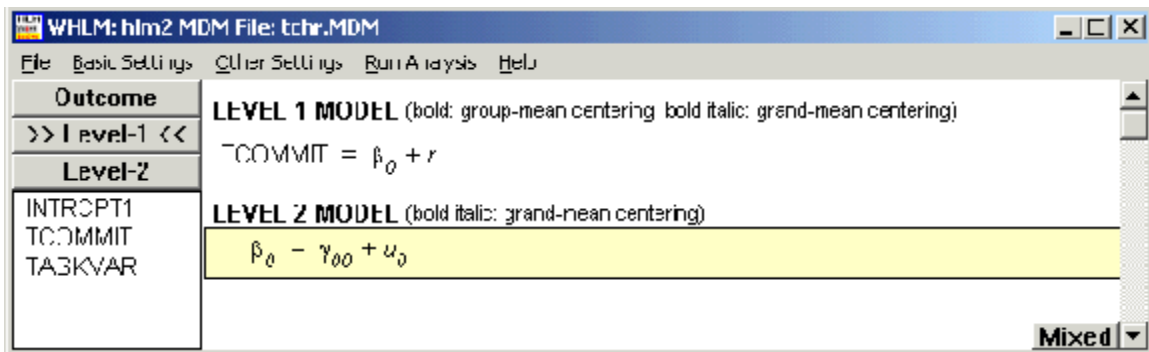 WHLM: hlm2 MDM File: tchr.MDM
File Basic Settings Other Settings Run Analysis Help
Outcome
>> Level-1 <<
Level-2
INTRCPT1
TCOMMIT
TASKVAR
LEVEL 1 MODEL (bold: group-mean centering; bold italic: grand-mean centering)
TCOMMIT = β₀ + r
LEVEL 2 MODEL (bold italic: grand-mean centering)
β₀ = γ₀₀ + u₀
Mixed